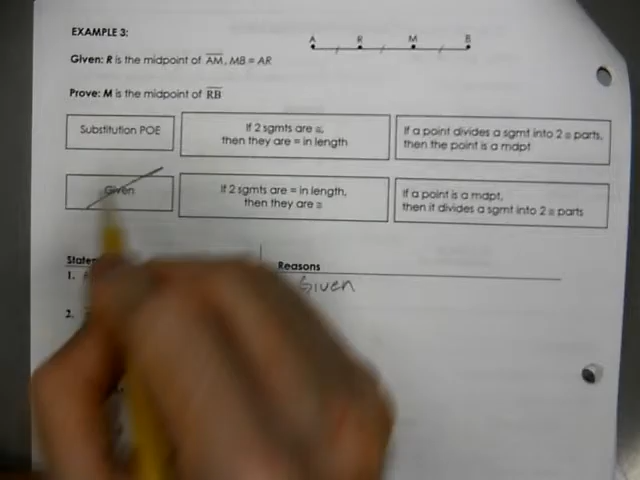 EXAMPLE 3:
A R M B
Given: R is the midpoint of AM, MB = AR
Prove: M is the midpoint of RB
Substitution POE
If 2 sgmts are ≅,
then they are = in length
If a point divides a sgmt into 2 ≅ parts,
then the point is a mdpt
Given
If 2 sgmts are = in length,
then they are ≅
If a point is a mdpt,
then it divides a sgmt into 2 ≅ parts
Reasons
1.
Given
2.